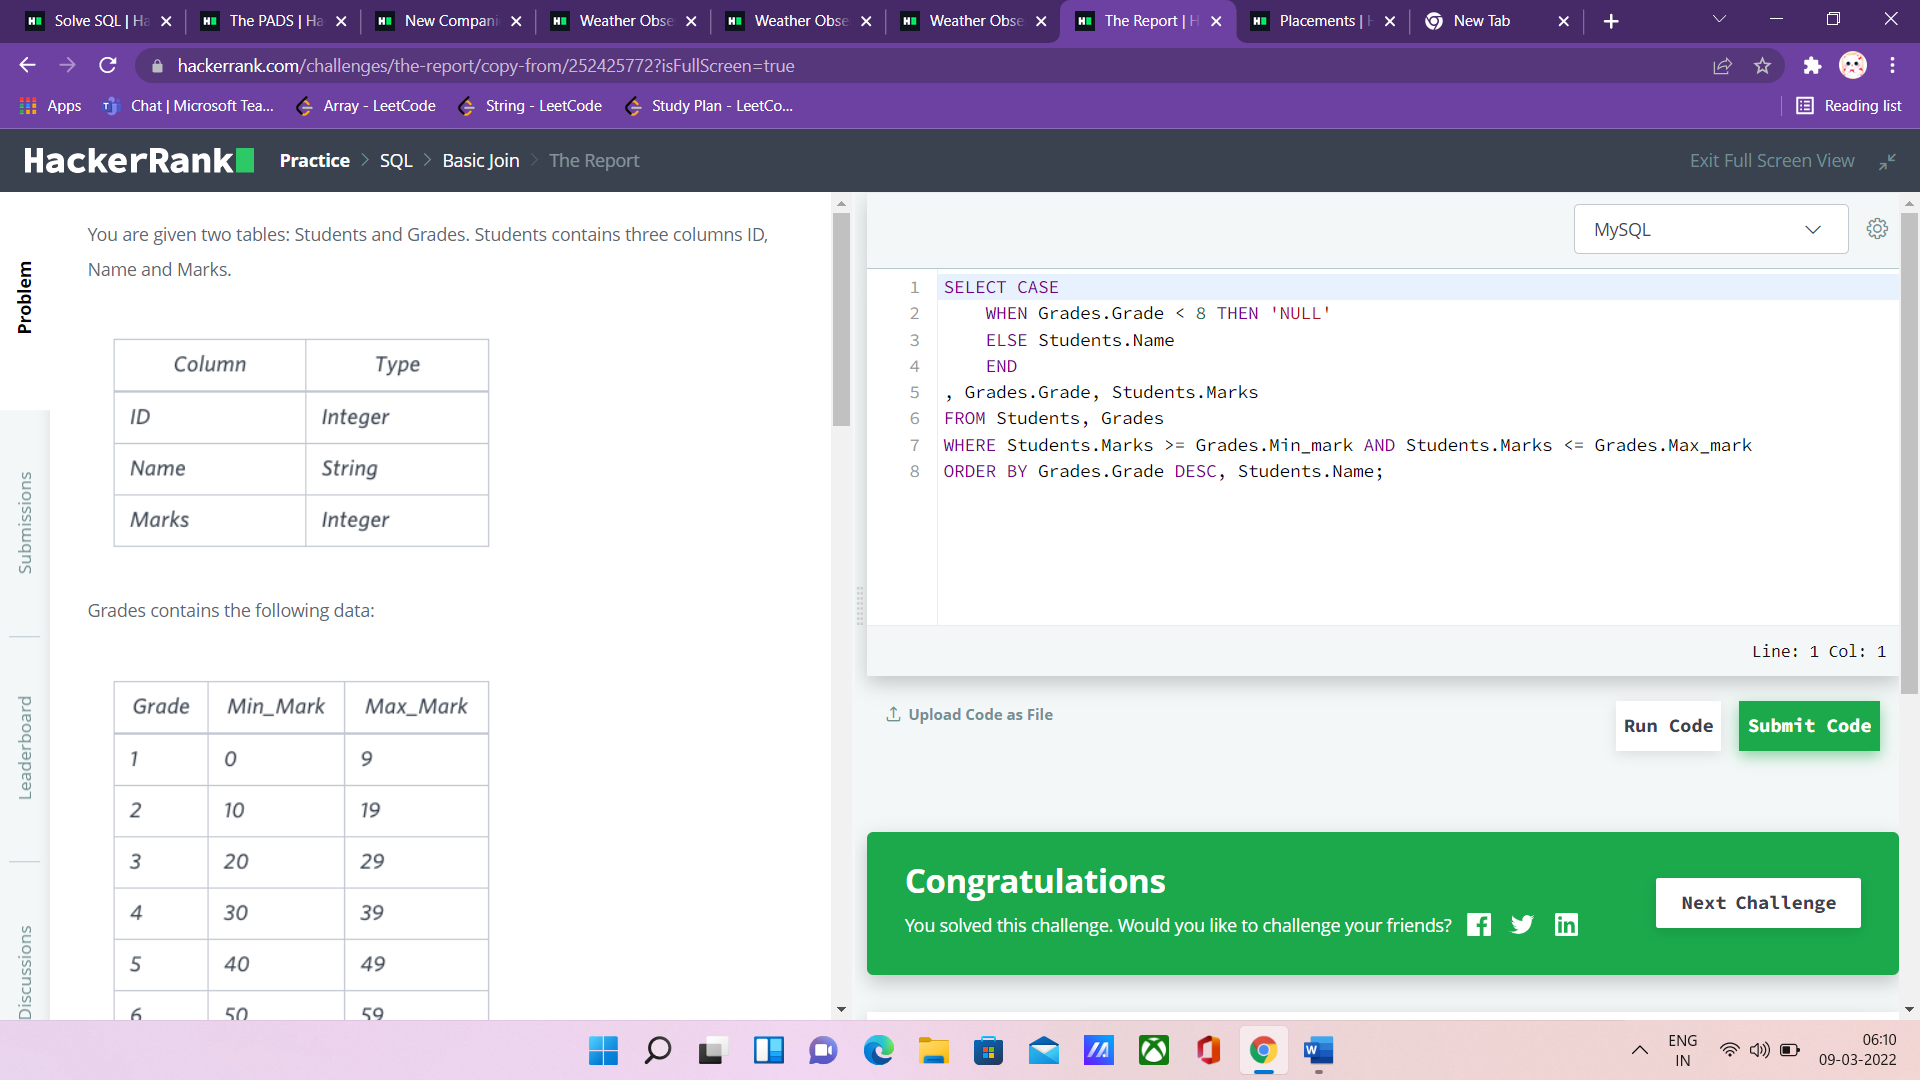 Solve SQL | Ha
The PADS | Ha
New Compani
Weather Obse
Weather Obse
Weather Obse
The Report | H
Placements | H
New Tab
hackerrank.com/challenges/the-report/copy-from/252425772?isFullScreen=true
Apps
Chat | Microsoft Tea...
Array - LeetCode
String - LeetCode
Study Plan - LeetCo...
Reading list
HackerRank
Practice > SQL > Basic Join > The Report
Exit Full Screen View
Problem
Submissions
Leaderboard
Discussions
You are given two tables: Students and Grades. Students contains three columns ID,
Name and Marks.
Column Type
ID Integer
Name String
Marks Integer
Grades contains the following data:
Grade Min_Mark Max_Mark
1 0 9
2 10 19
3 20 29
4 30 39
5 40 49
6 50 59
MySQL
1 SELECT CASE
2 WHEN Grades.Grade < 8 THEN 'NULL'
3 ELSE Students.Name
4 END
5 , Grades.Grade, Students.Marks
6 FROM Students, Grades
7 WHERE Students.Marks >= Grades.Min_mark AND Students.Marks <= Grades.Max_mark
8 ORDER BY Grades.Grade DESC, Students.Name;
Line: 1 Col: 1
Upload Code as File
Run Code
Submit Code
Congratulations
You solved this challenge. Would you like to challenge your friends?
Next Challenge
ENG
IN
06:10
09-03-2022